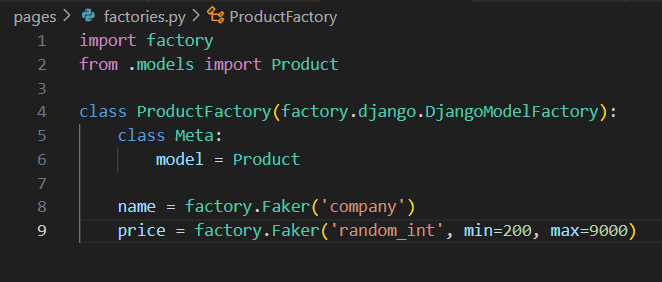 pages > factories.py > ProductFactory
1 import factory
2 from .models import Product
3
4 class ProductFactory(factory.django.DjangoModelFactory):
5     class Meta:
6         model = Product
7
8     name = factory.Faker('company')
9     price = factory.Faker('random_int', min=200, max=9000)